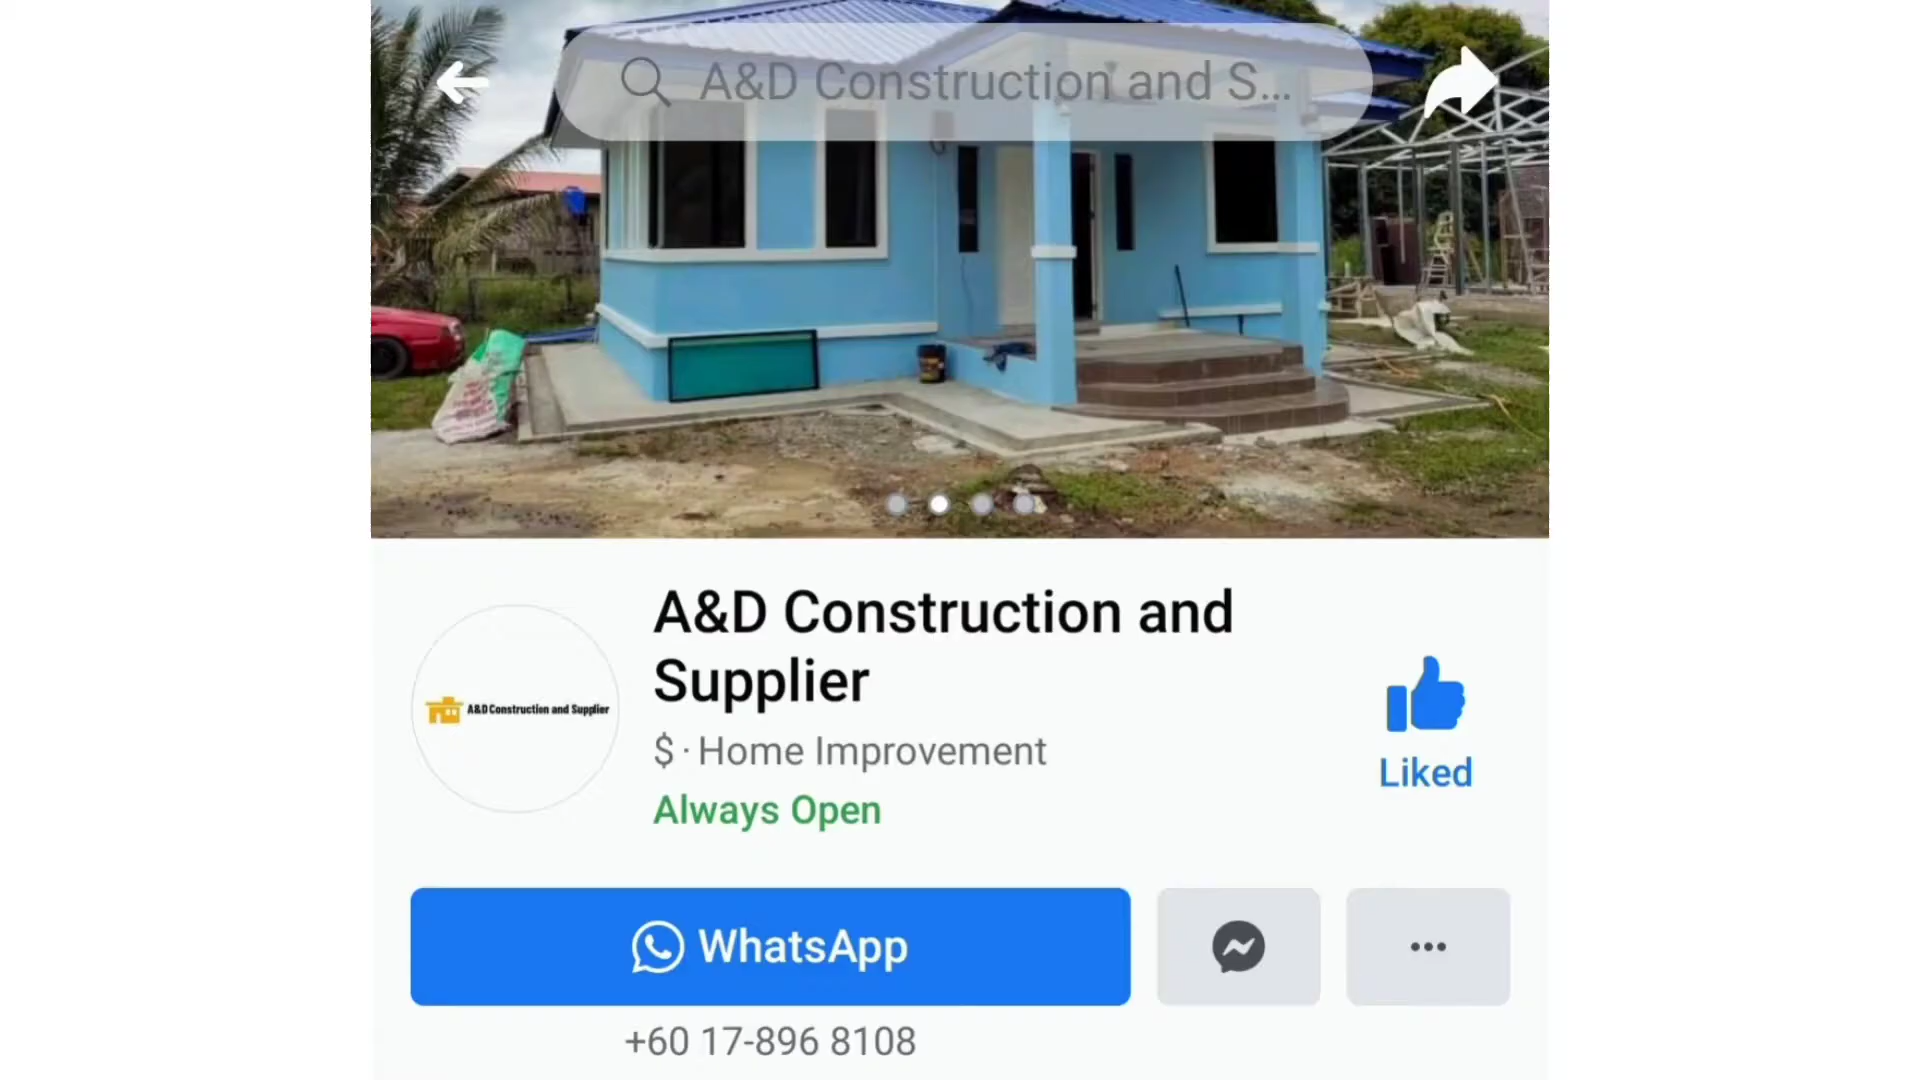 A&D Construction and S...
A&D Construction and
Supplier
A&D Construction and Supplier
$ · Home Improvement
Liked
Always Open
WhatsApp
+60 17-896 8108